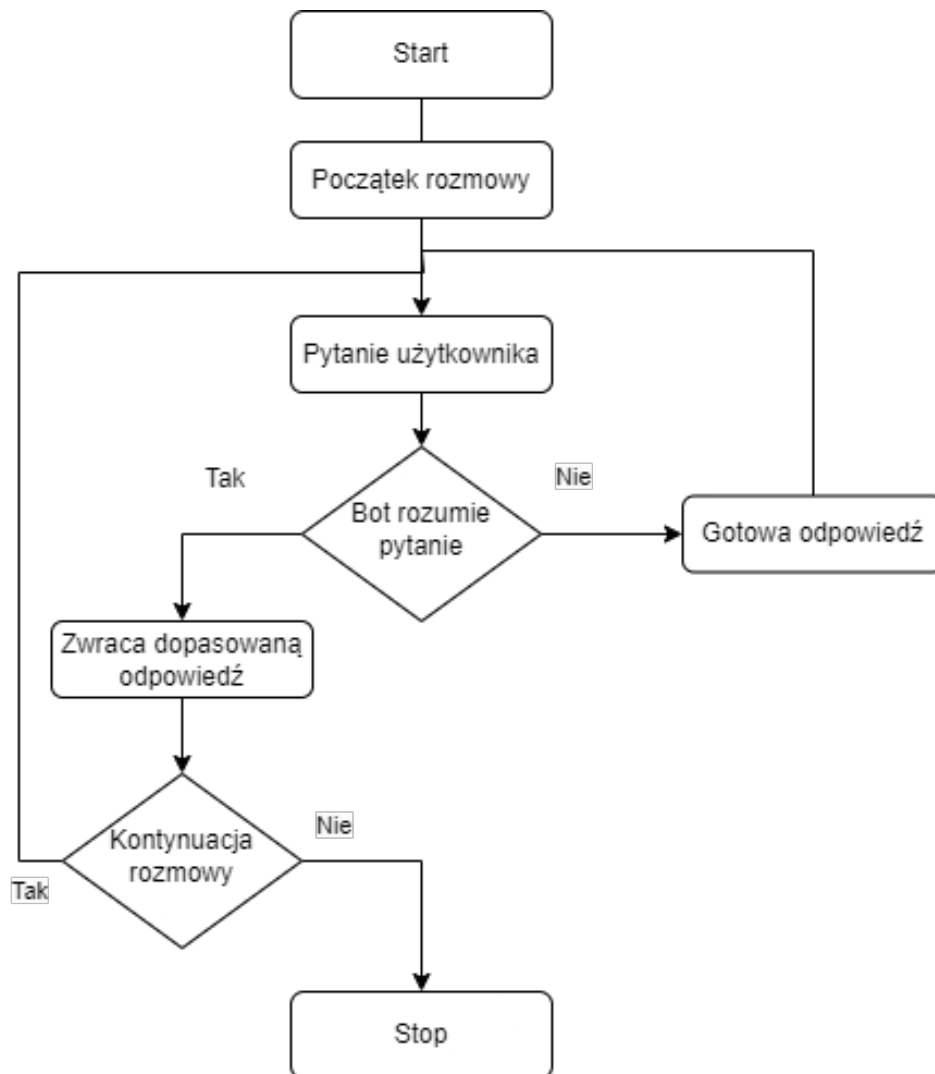 Start
Początek rozmowy
Pytanie użytkownika
Tak
Nie
Bot rozumie
pytanie
Gotowa odpowiedź
Zwraca dopasowaną
odpowiedź
Kontynuacja
rozmowy
Nie
Tak
Stop